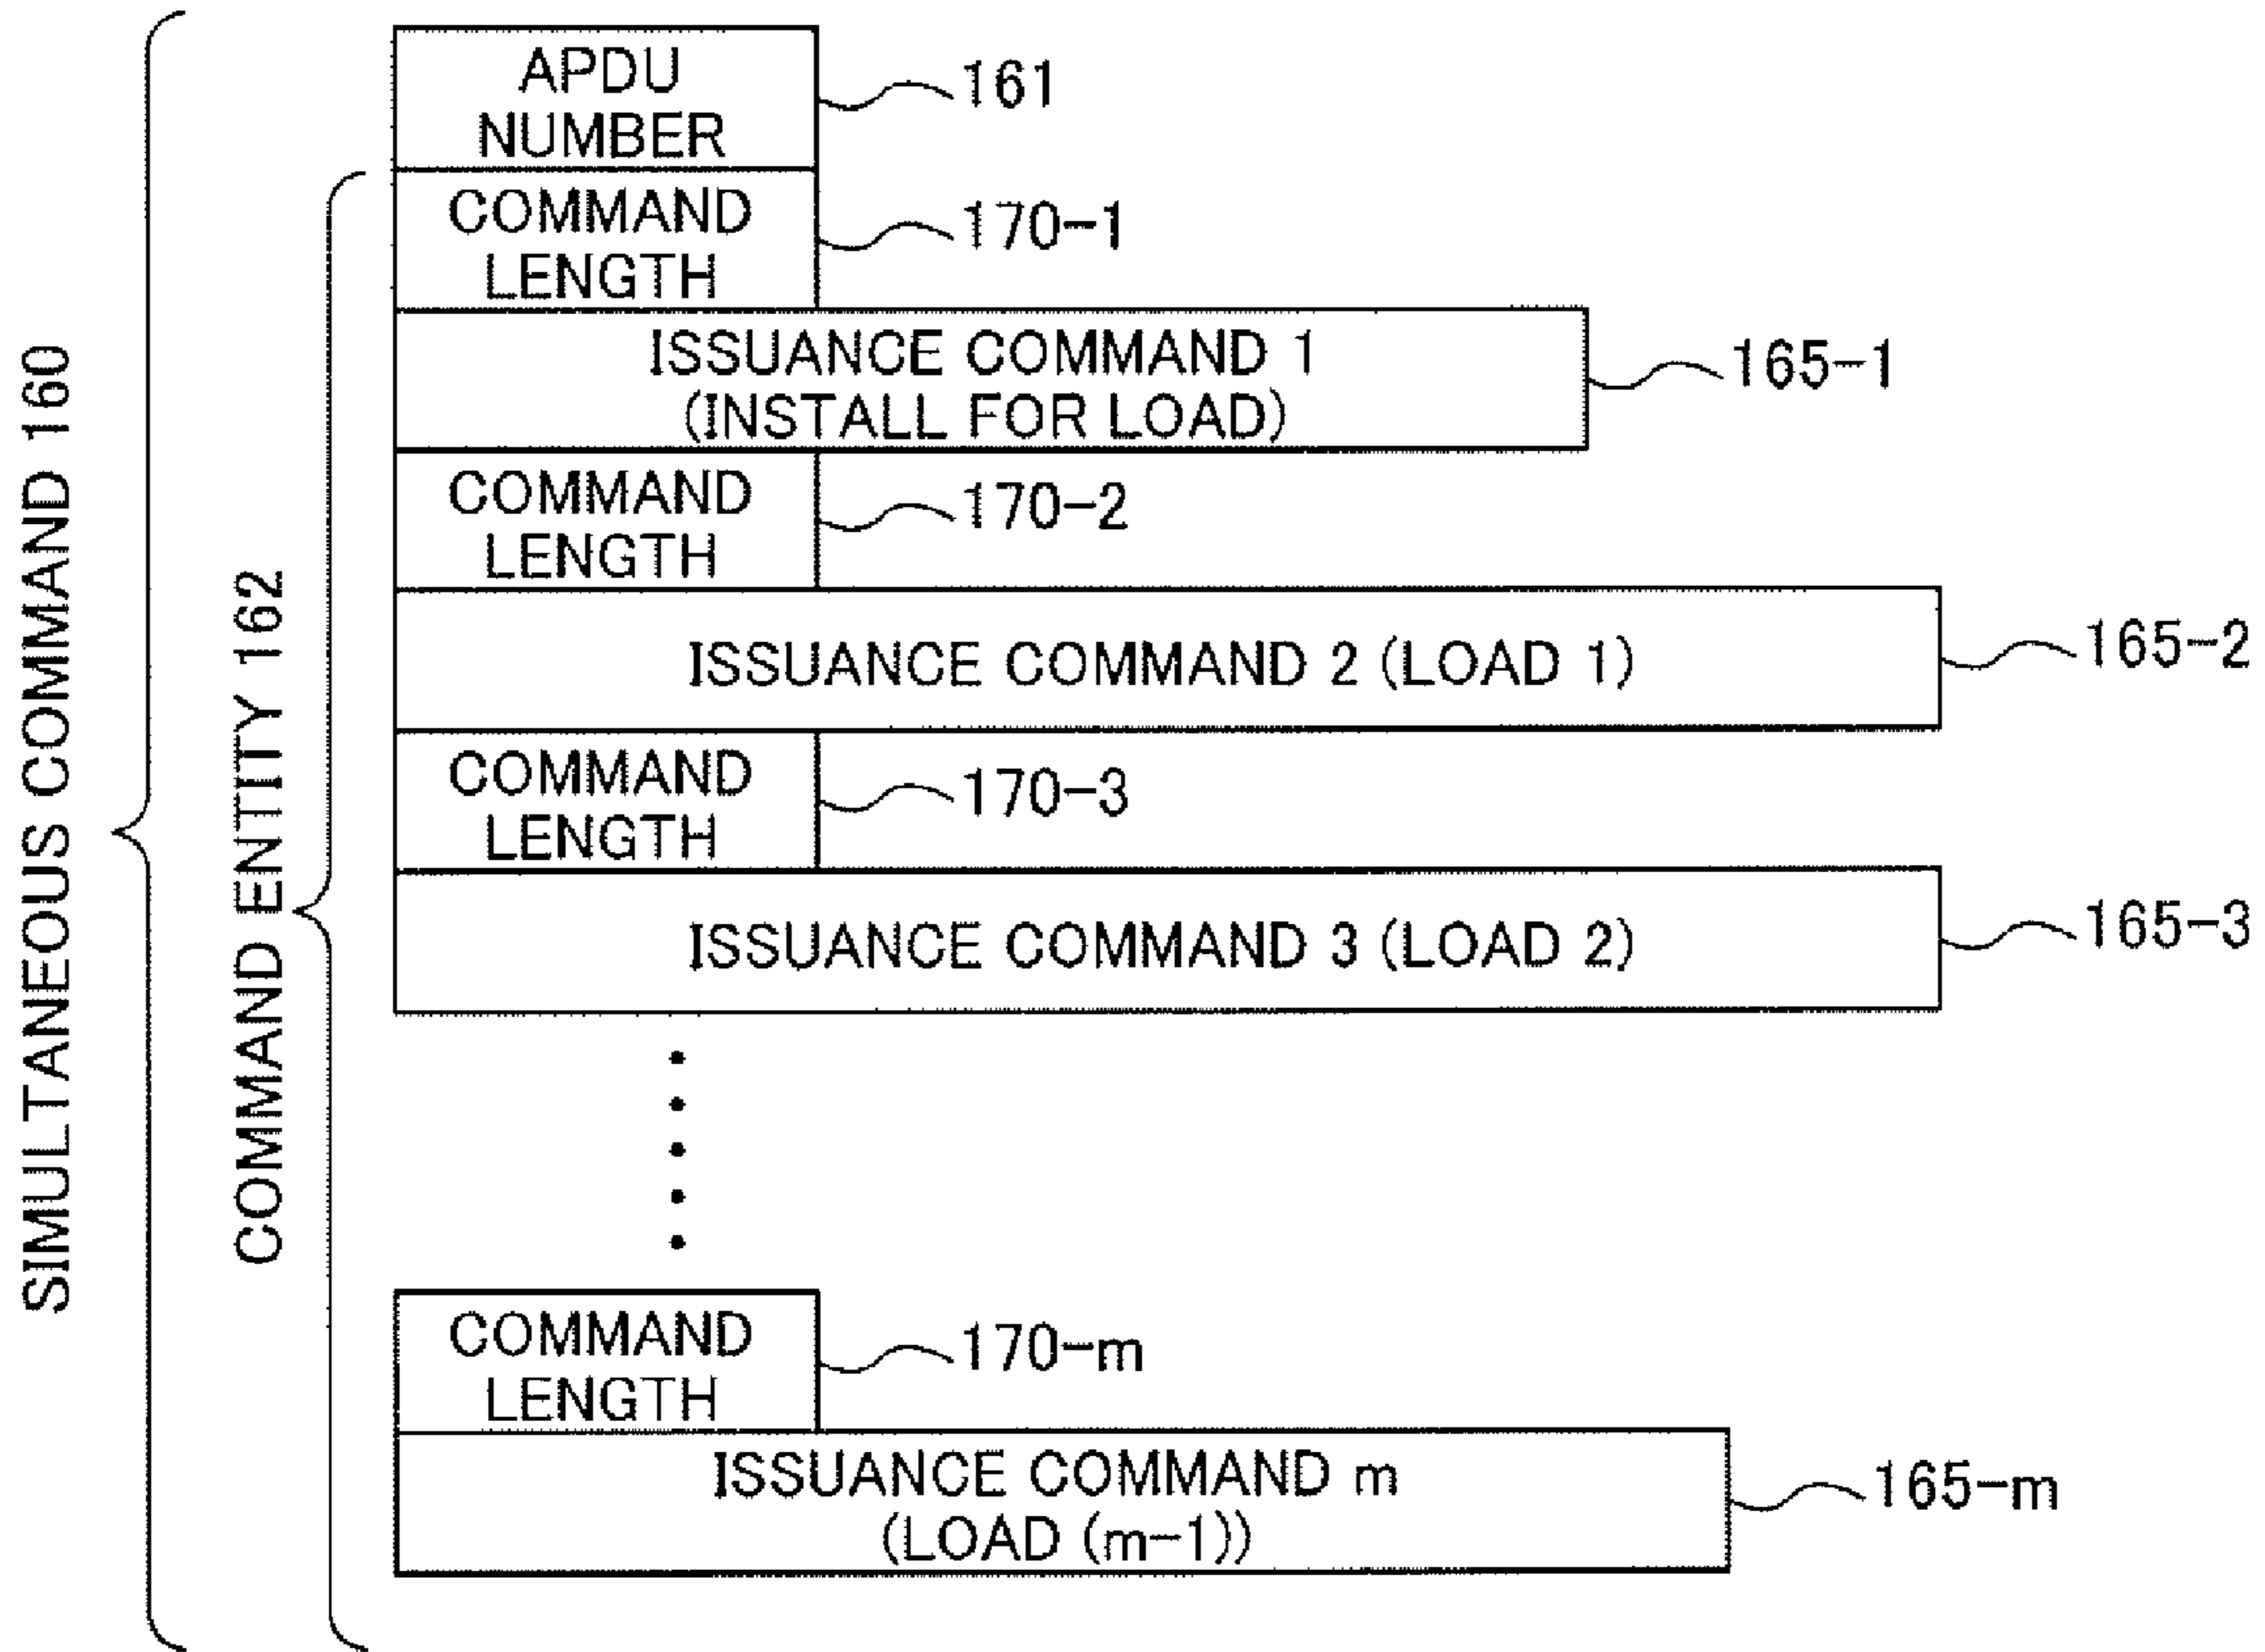 SIMULTANEOUS COMMAND 160
COMMAND ENTITY 162
APDU
NUMBER
161
COMMAND
LENGTH
170-1
ISSUANCE COMMAND 1
(INSTALL FOR LOAD)
165-1
COMMAND
LENGTH
170-2
ISSUANCE COMMAND 2 (LOAD 1)
165-2
COMMAND
LENGTH
170-3
ISSUANCE COMMAND 3 (LOAD 2)
165-3
COMMAND
LENGTH
170-m
ISSUANCE COMMAND m
(LOAD (m-1))
165-m